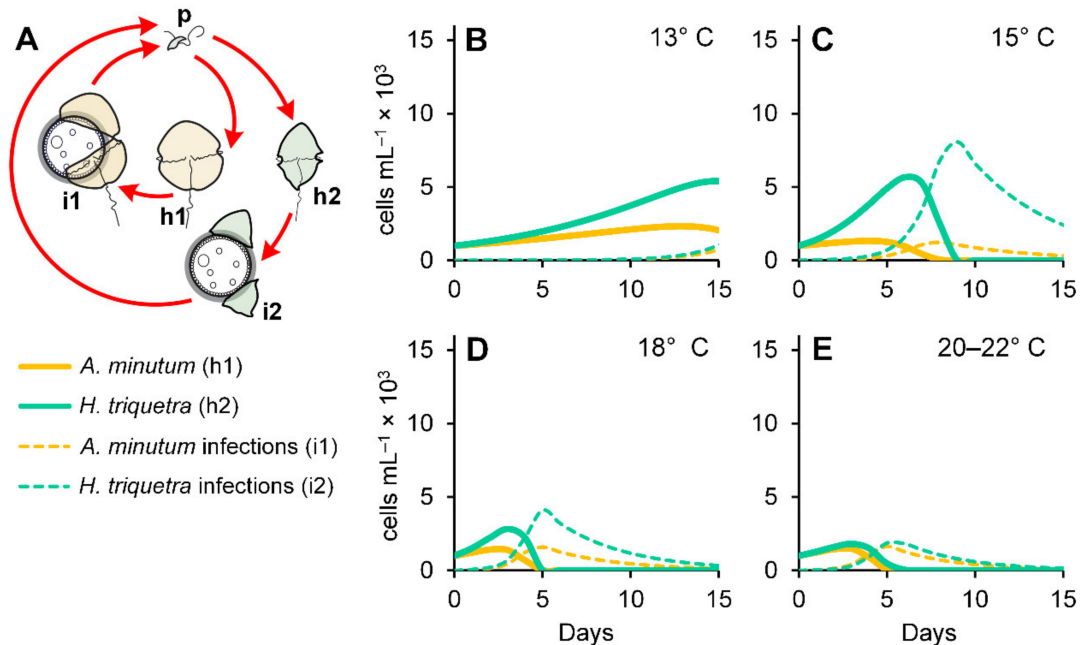 A
p
i1
h1
h2
i2
A. minutum (h1)
H. triquetra (h2)
A. minutum infections (i1)
H. triquetra infections (i2)
B
13° C
15
10
5
0
cells mL⁻¹ × 10³
0 5 10 15
C
15° C
15
10
5
0
0 5 10 15
D
18° C
15
10
5
0
cells mL⁻¹ × 10³
0 5 10 15
Days
E
20–22° C
15
10
5
0
0 5 10 15
Days